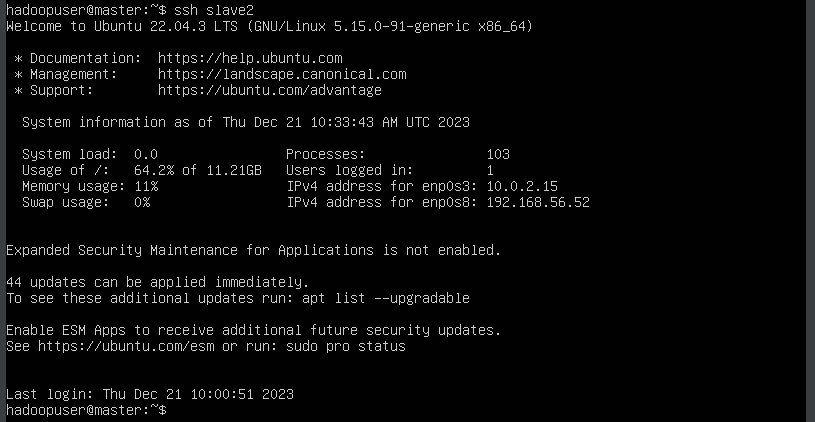 hadoopuser@master:~$ ssh slave2
Welcome to Ubuntu 22.04.3 LTS (GNU/Linux 5.15.0-91-generic x86_64)
* Documentation:  https://help.ubuntu.com
* Management:     https://landscape.canonical.com
* Support:        https://ubuntu.com/advantage
System information as of Thu Dec 21 10:33:43 AM UTC 2023
System load:  0.0                Processes:               103
Usage of /:   64.2% of 11.21GB   Users logged in:         1
Memory usage: 11%                IPv4 address for enp0s3: 10.0.2.15
Swap usage:   0%                 IPv4 address for enp0s8: 192.168.56.52
Expanded Security Maintenance for Applications is not enabled.
44 updates can be applied immediately.
To see these additional updates run: apt list --upgradable
Enable ESM Apps to receive additional future security updates.
See https://ubuntu.com/esm or run: sudo pro status
Last login: Thu Dec 21 10:00:51 2023
hadoopuser@master:~$